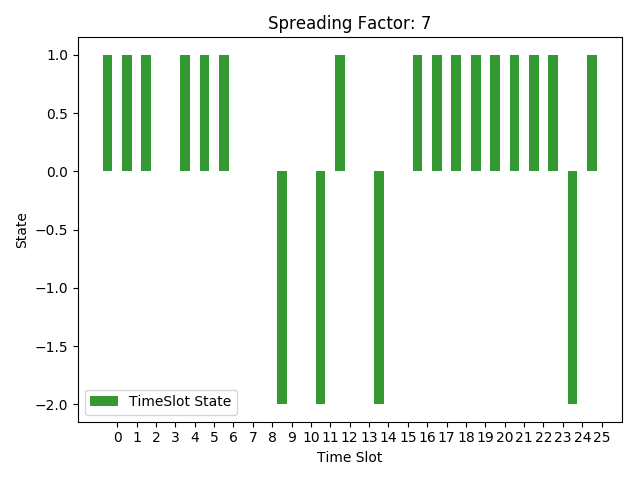 Spreading Factor: 7
1.0
0.5
0.0
−0.5
−1.0
−1.5
−2.0
State
TimeSlot State
0 1 2 3 4 5 6 7 8 9 10 11 12 13 14 15 16 17 18 19 20 21 22 23 24 25
Time Slot